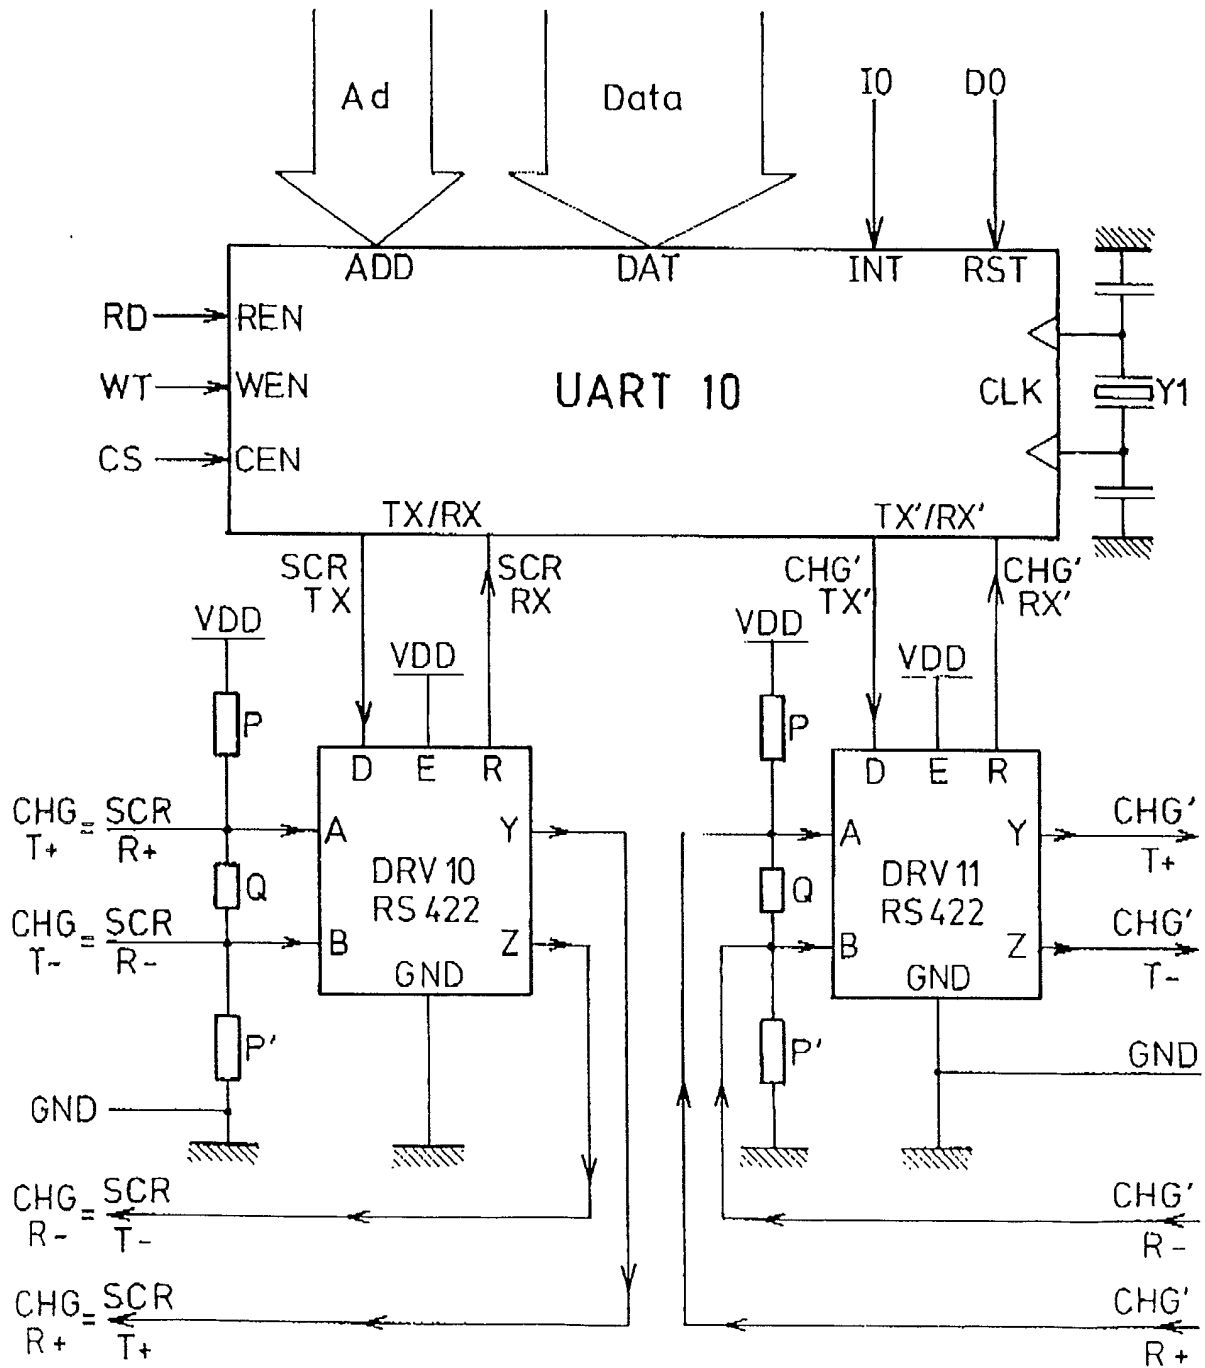 Ad
Data
I0
D0
ADD
DAT
INT
RST
RD
REN
WT
WEN
UART 10
CLK
Y1
CS
CEN
TX/RX
TX'/RX'
SCR
TX
SCR
RX
CHG'
TX'
CHG'
RX'
VDD
VDD
VDD
VDD
P
P
D E R
D E R
CHG = SCR
T+ R+
A
Y
A
Y
CHG'
T+
Q
DRV 10
RS 422
Q
DRV 11
RS 422
CHG = SCR
T- R-
B
Z
B
Z
CHG'
T-
GND
GND
P'
P'
GND
GND
CHG = SCR
R- T-
CHG'
R-
CHG = SCR
R+ T+
CHG'
R+